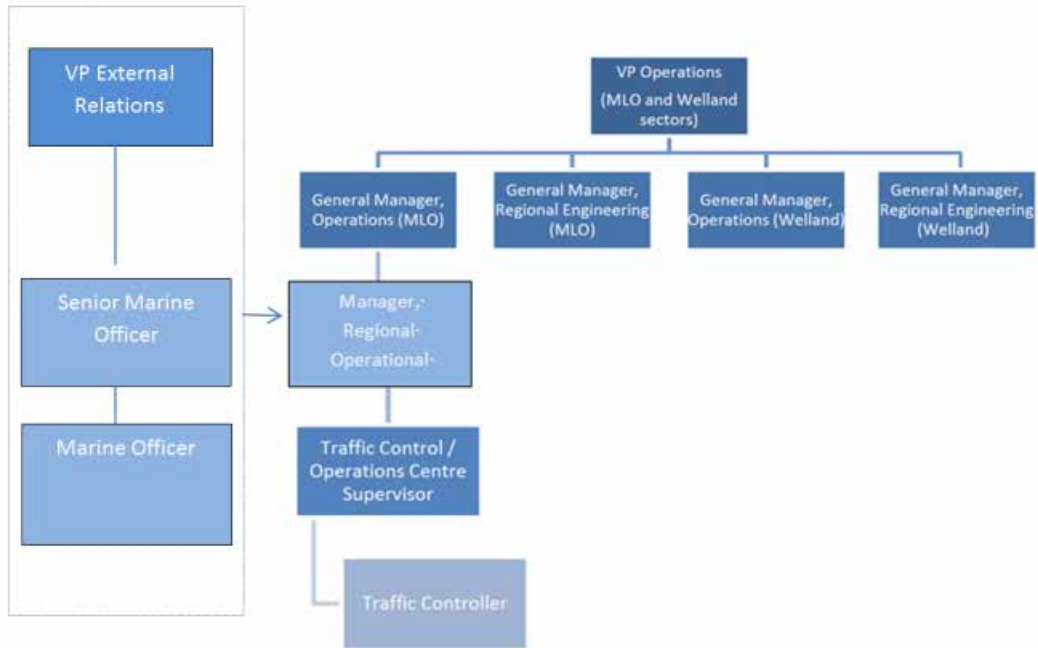 VP External
Relations
Senior Marine
Officer
Marine Officer
VP Operations
(MLO and Welland
sectors)
General Manager,
Operations (MLO)
General Manager,
Regional Engineering
(MLO)
General Manager,
Operations (Welland)
General Manager,
Regional Engineering
(Welland)
Manager,·
Regional·
Operational·
Traffic Control /
Operations Centre
Supervisor
Traffic Controller